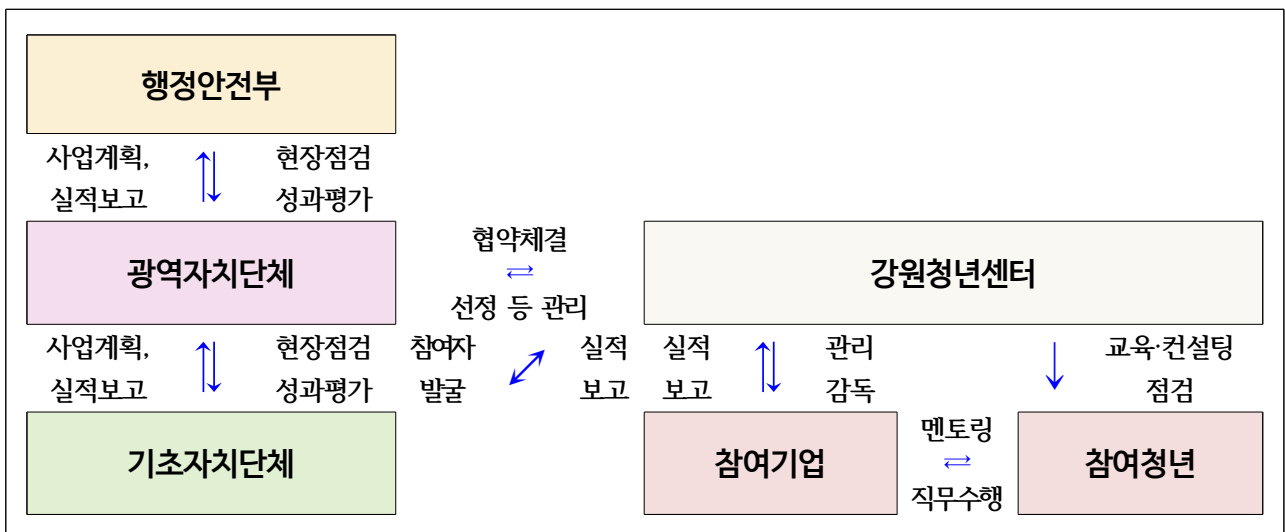 행정안전부
사업계획, 현장점검
실적보고 성과평가
협약체결
광역자치단체 강원청년센터
선정 등 관리
사업계획, 현장점검 참여자 실적 실적 관리 교육·컨설팅
실적보고 성과평가 발굴 보고 보고 감독 점검
멘토링
기초자치단체 참여기업 참여청년
직무수행